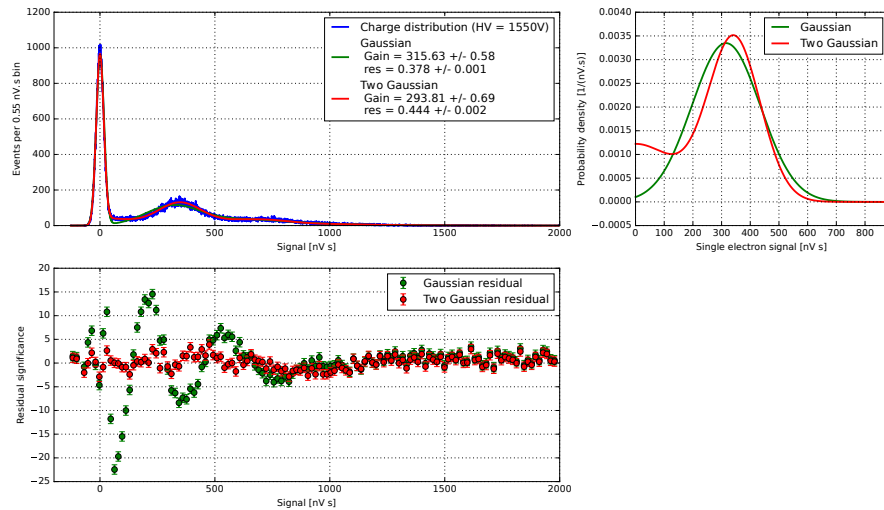 1200
1000
800
600
400
200
0
Events per 0.55 nV.s bin
0
500
1000
1500
2000
Signal [nV s]
Charge distribution (HV = 1550V)
Gaussian
Gain = 315.63 +/- 0.58
res = 0.378 +/- 0.001
Two Gaussian
Gain = 293.81 +/- 0.69
res = 0.444 +/- 0.002
0.0040
0.0035
0.0030
0.0025
0.0020
0.0015
0.0010
0.0005
0.0000
−0.0005
Probability density [1/(nV.s)]
0 100 200 300 400 500 600 700 800
Single electron signal [nV s]
Gaussian
Two Gaussian
20
15
10
5
0
−5
−10
−15
−20
−25
Residual significance
0
500
1000
1500
2000
Signal [nV s]
Gaussian residual
Two Gaussian residual